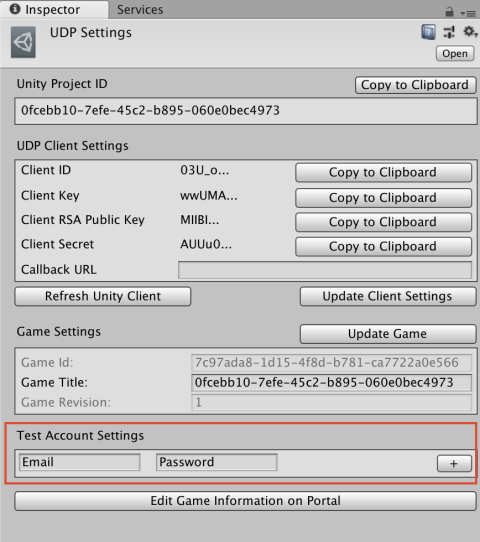 Inspector Services
UDP Settings
Open
Unity Project ID Copy to Clipboard
0fcebb10-7efe-45c2-b895-060e0bec4973
UDP Client Settings
Client ID 03U_o... Copy to Clipboard
Client Key wwUMA... Copy to Clipboard
Client RSA Public Key MIIBI... Copy to Clipboard
Client Secret AUUu0... Copy to Clipboard
Callback URL
Refresh Unity Client Update Client Settings
Game Settings Update Game
Game Id: 7c97ada8-1d15-4f8d-b781-ca7722a0e566
Game Title: 0fcebb10-7efe-45c2-b895-060e0bec4973
Game Revision: 1
Test Account Settings
Email Password +
Edit Game Information on Portal